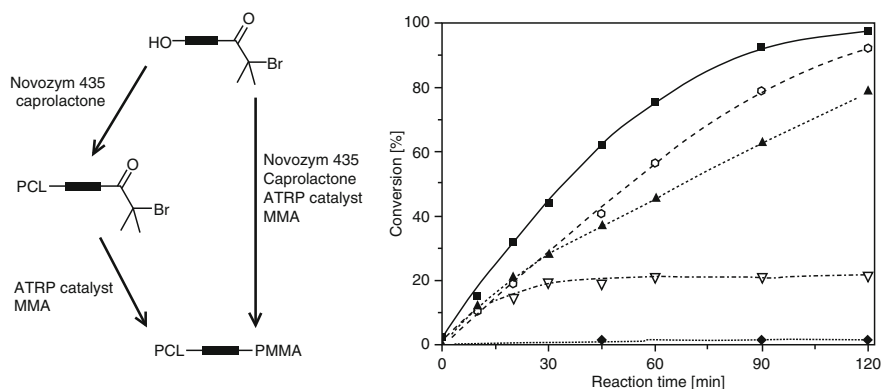 HO
O
Br
Novozym 435
caprolactone
Novozym 435
Caprolactone
ATRP catalyst
MMA
PCL
O
Br
ATRP catalyst
MMA
PCL
PMMA
Conversion [%]
100
80
60
40
20
0
0
30
60
90
120
Reaction time [min]